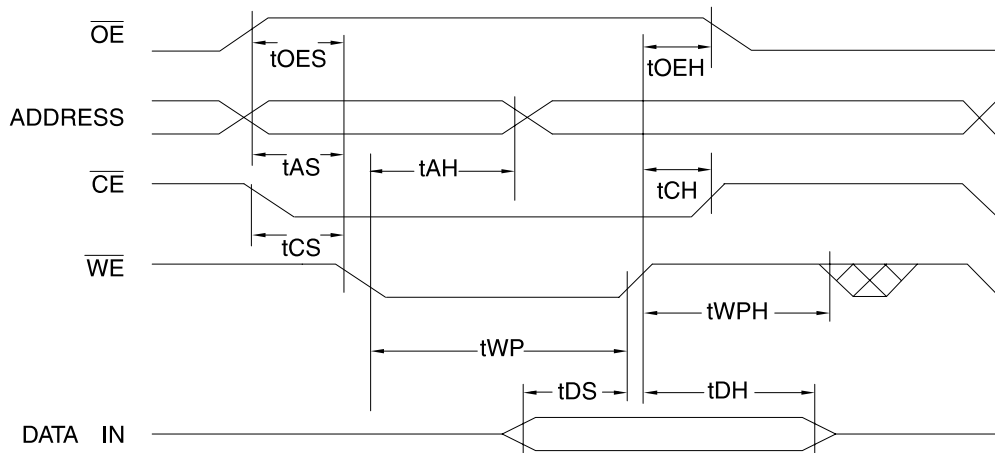 OE
tOES
tOEH
ADDRESS
tAS
tAH
CE
tCH
tCS
WE
tWPH
tWP
tDS
tDH
DATA IN